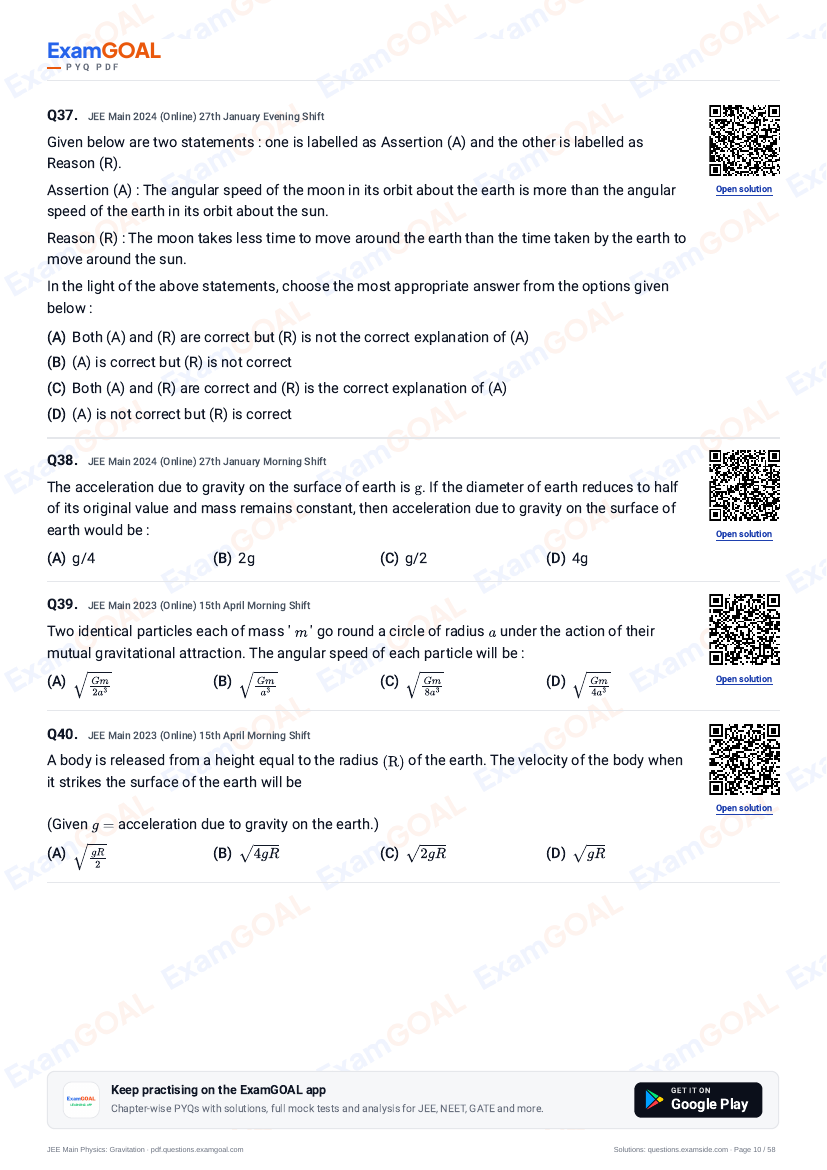 ExamGOAL
PYQ PDF
Q37. JEE Main 2024 (Online) 27th January Evening Shift
Given below are two statements : one is labelled as Assertion (A) and the other is labelled as
Reason (R).
Assertion (A) : The angular speed of the moon in its orbit about the earth is more than the angular
speed of the earth in its orbit about the sun.
Reason (R) : The moon takes less time to move around the earth than the time taken by the earth to
move around the sun.
In the light of the above statements, choose the most appropriate answer from the options given
below :
(A) Both (A) and (R) are correct but (R) is not the correct explanation of (A)
(B) (A) is correct but (R) is not correct
(C) Both (A) and (R) are correct and (R) is the correct explanation of (A)
(D) (A) is not correct but (R) is correct
Open solution
Q38. JEE Main 2024 (Online) 27th January Morning Shift
The acceleration due to gravity on the surface of earth is g. If the diameter of earth reduces to half
of its original value and mass remains constant, then acceleration due to gravity on the surface of
earth would be :
(A) g/4 (B) 2g (C) g/2 (D) 4g
Open solution
Q39. JEE Main 2023 (Online) 15th April Morning Shift
Two identical particles each of mass ' m ' go round a circle of radius a under the action of their
mutual gravitational attraction. The angular speed of each particle will be :
(A) √(Gm/2a³) (B) √(Gm/a³) (C) √(Gm/8a³) (D) √(Gm/4a³)
Open solution
Q40. JEE Main 2023 (Online) 15th April Morning Shift
A body is released from a height equal to the radius (R) of the earth. The velocity of the body when
it strikes the surface of the earth will be
(Given g = acceleration due to gravity on the earth.)
(A) √(gR/2) (B) √4gR (C) √2gR (D) √gR
Open solution
Keep practising on the ExamGOAL app
Chapter-wise PYQs with solutions, full mock tests and analysis for JEE, NEET, GATE and more.
GET IT ON
Google Play
JEE Main Physics: Gravitation · pdf.questions.examgoal.com
Solutions: questions.examside.com · Page 10 / 58